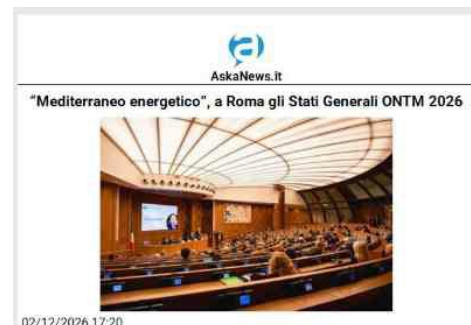 AskaNews.it
“Mediterraneo energetico”, a Roma gli Stati Generali ONTM 2026
02/12/2026 17:20